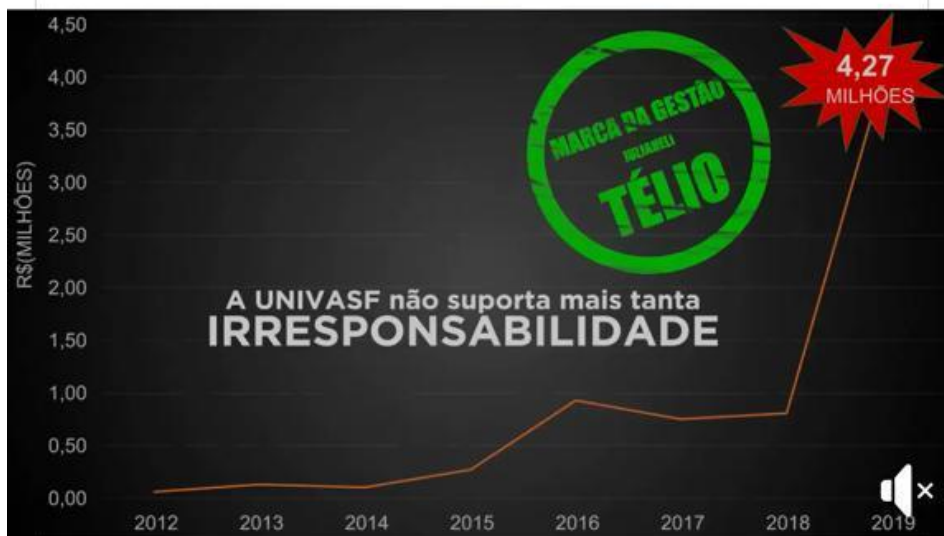 4,50
4,00
3,50
3,00
2,50
2,00
1,50
1,00
0,50
0,00
R$(MILHÕES)
4,27
MILHÕES
MARCA DA GESTÃO
JULIANELI
TÉLIO
A UNIVASF não suporta mais tanta
IRRESPONSABILIDADE
2012 2013 2014 2015 2016 2017 2018 2019